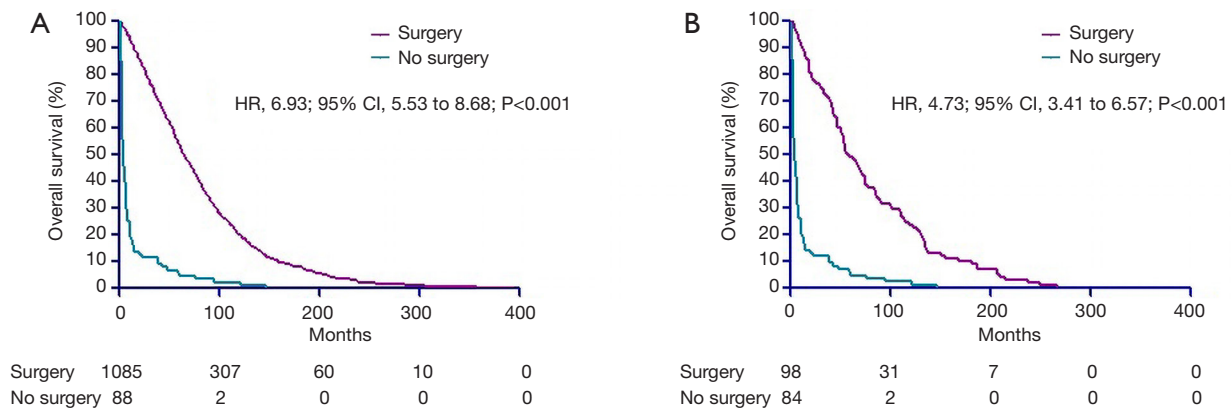 A
100
90
80
70
60
50
40
30
20
10
0
Overall survival (%)
Surgery
No surgery
HR, 6.93; 95% CI, 5.53 to 8.68; P<0.001
0 100 200 300 400
Months
Surgery 1085 307 60 10 0
No surgery 88 2 0 0 0
B
100
90
80
70
60
50
40
30
20
10
0
Overall survival (%)
Surgery
No surgery
HR, 4.73; 95% CI, 3.41 to 6.57; P<0.001
0 100 200 300 400
Months
Surgery 98 31 7 0 0
No surgery 84 2 0 0 0